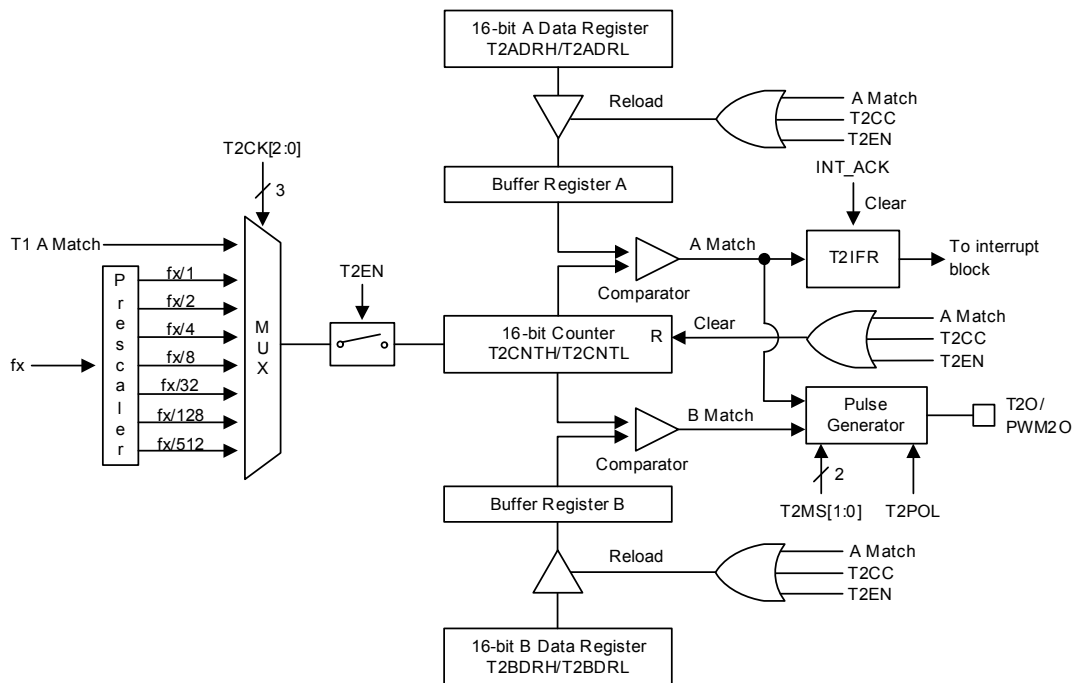 16-bit A Data Register
T2ADRH/T2ADRL
Reload
A Match
T2CC
T2EN
T2CK[2:0]
3
Buffer Register A
INT_ACK
Clear
T1 A Match
A Match
T2IFR
To interrupt
block
Comparator
Prescaler
fx/1
fx/2
fx/4
fx/8
fx/32
fx/128
fx/512
fx
MUX
T2EN
16-bit Counter
T2CNTH/T2CNTL
R
Clear
A Match
T2CC
T2EN
B Match
Comparator
Pulse
Generator
T2O/
PWM2O
2
T2MS[1:0]
T2POL
Buffer Register B
Reload
A Match
T2CC
T2EN
16-bit B Data Register
T2BDRH/T2BDRL